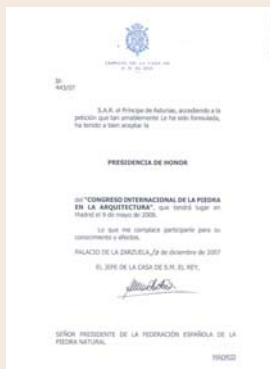 443/07
S.A.R. el Príncipe de Asturias, accediendo a la
petición que tan amablemente Le ha sido formulada,
ha tenido a bien aceptar la
PRESIDENCIA DE HONOR
del "CONGRESO INTERNACIONAL DE LA PIEDRA
EN LA ARQUITECTURA", que tendrá lugar en
Madrid el 9 de mayo de 2008.
Lo que me complace participarle para su
conocimiento y efectos.
PALACIO DE LA ZARZUELA, de diciembre de 2007
EL JEFE DE LA CASA DE S.M. EL REY,
SEÑOR PRESIDENTE DE LA FEDERACIÓN ESPAÑOLA DE LA
PIEDRA NATURAL
MADRID